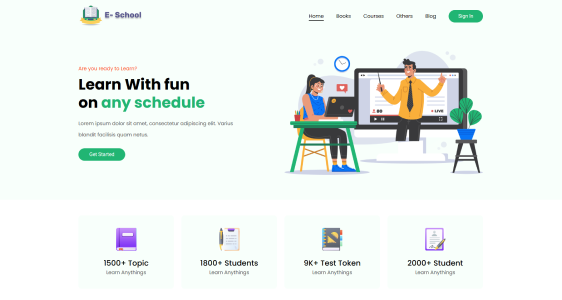 E- School
Home Books Courses Others Blog Sign In
Are you ready to Learn?
Learn With fun
on any schedule
Lorem ipsum dolor sit amet, consectetur adipiscing elit. Varius
blandit facilisis quam netus.
Get Started
LIVE
1500+ Topic
1800+ Students
9K+ Test Token
2000+ Student
Learn Anythings
Learn Anythings
Learn Anythings
Learn Anythings